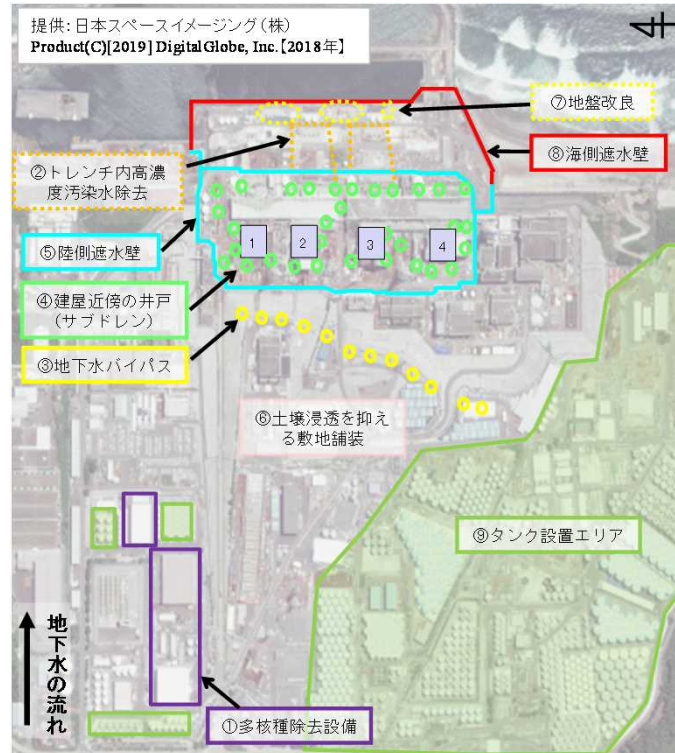 提供：日本スペースイメージング（株）
Product(C)[2019] DigitalGlobe, Inc.【2018年】
⑦地盤改良
⑧海側遮水壁
②トレンチ内高濃
度汚染水除去
⑤陸側遮水壁
1
2
3
4
④建屋近傍の井戸
（サブドレン）
③地下水バイパス
⑥土壌浸透を抑え
る敷地舗装
⑨タンク設置エリア
地下水の流れ
①多核種除去設備